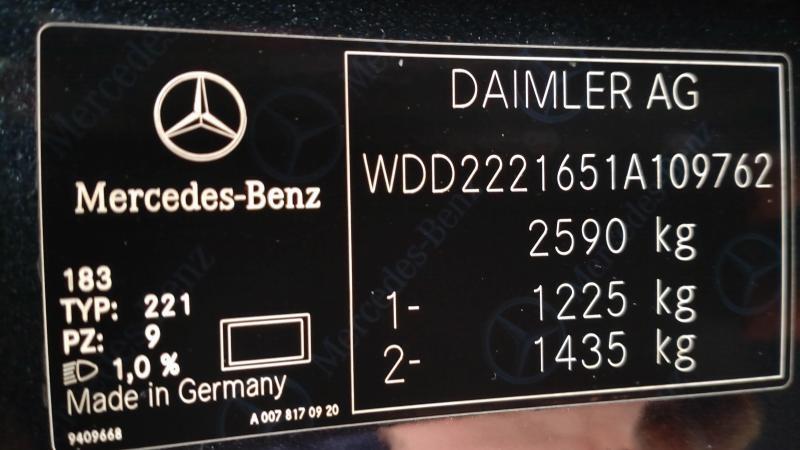 Mercedes-Benz
183
TYP: 221
PZ: 9
1,0 %
Made in Germany
9409668
A 007 817 09 20
DAIMLER AG
WDD2221651A109762
2590 kg
1- 1225 kg
2- 1435 kg